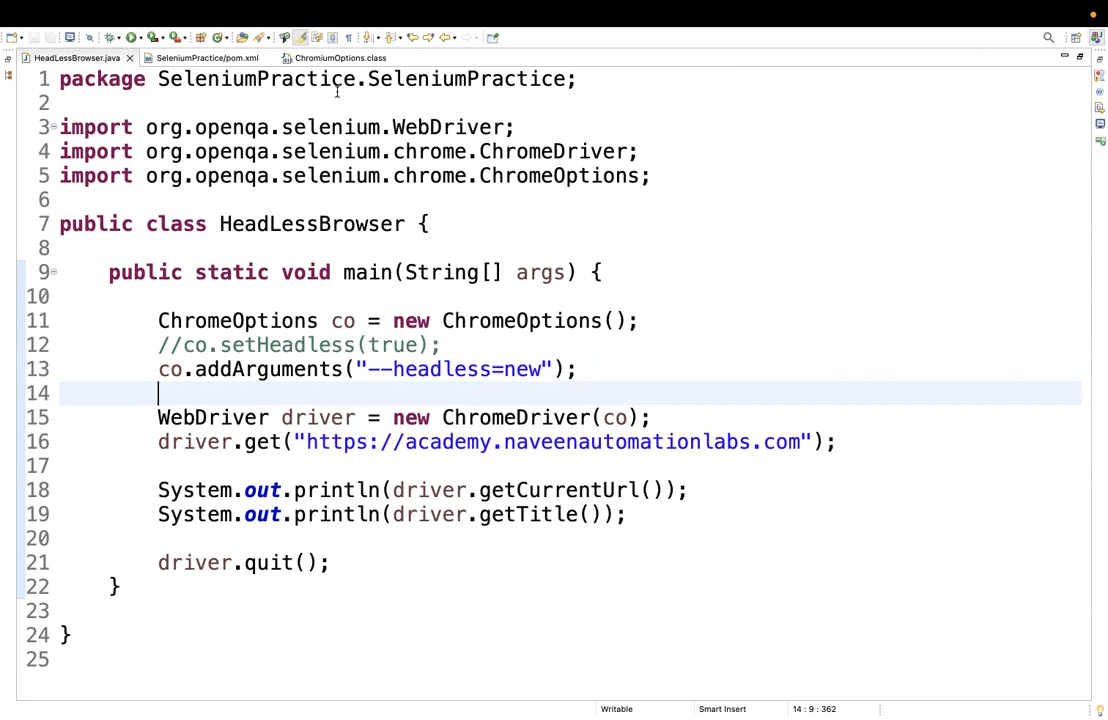 HeadLessBrowser.java SeleniumPractice/pom.xml ChromiumOptions.class
1 package SeleniumPractice.SeleniumPractice;
2
3 import org.openqa.selenium.WebDriver;
4 import org.openqa.selenium.chrome.ChromeDriver;
5 import org.openqa.selenium.chrome.ChromeOptions;
6
7 public class HeadLessBrowser {
8
9 public static void main(String[] args) {
10
11 ChromeOptions co = new ChromeOptions();
12 //co.setHeadless(true);
13 co.addArguments("--headless=new");
14
15 WebDriver driver = new ChromeDriver(co);
16 driver.get("https://academy.naveenautomationlabs.com");
17
18 System.out.println(driver.getCurrentUrl());
19 System.out.println(driver.getTitle());
20
21 driver.quit();
22 }
23
24 }
25
Writable Smart Insert 14 : 9 : 362